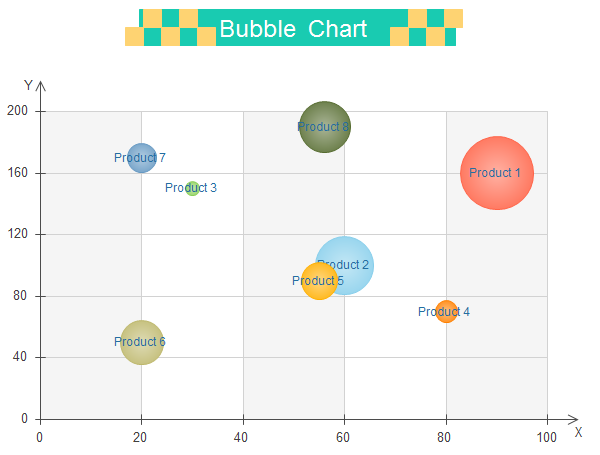 Bubble Chart
Y
200
Product 8
Product 7
160
Product 1
Product 3
120
Product 2
Product 5
80
Product 4
Product 6
40
0
0 20 40 60 80 100
X